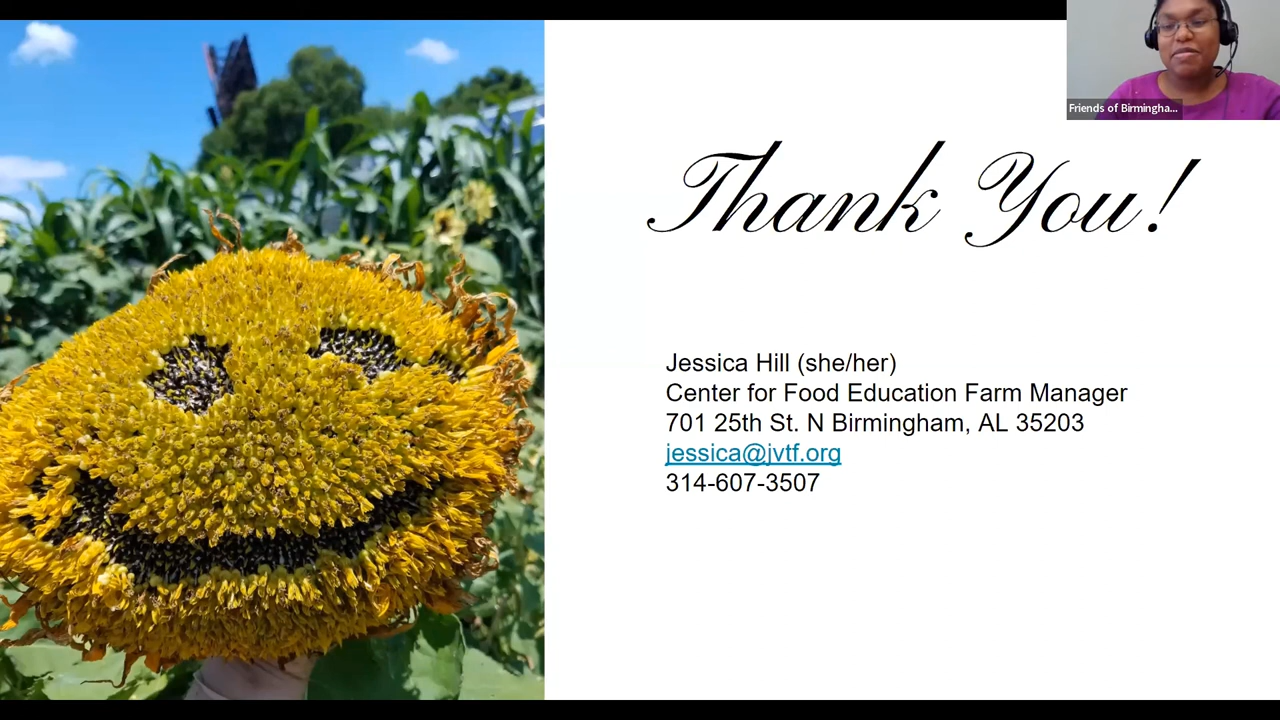 Friends of Birmingha...
Thank You!
Jessica Hill (she/her)
Center for Food Education Farm Manager
701 25th St. N Birmingham, AL 35203
jessica@jvtf.org
314-607-3507